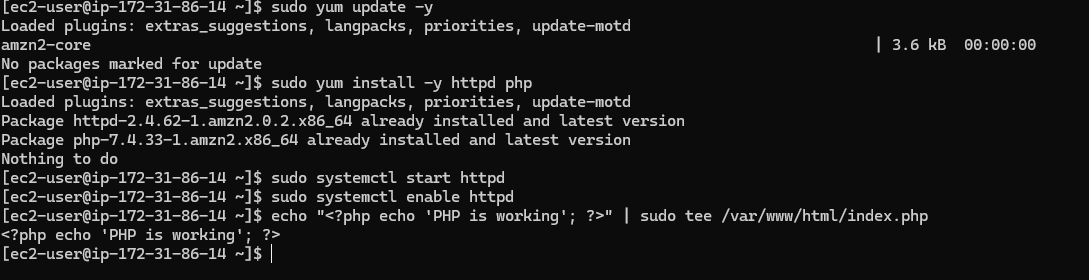 [ec2-user@ip-172-31-86-14 ~]$ sudo yum update -y
Loaded plugins: extras_suggestions, langpacks, priorities, update-motd
amzn2-core | 3.6 kB 00:00:00
No packages marked for update
[ec2-user@ip-172-31-86-14 ~]$ sudo yum install -y httpd php
Loaded plugins: extras_suggestions, langpacks, priorities, update-motd
Package httpd-2.4.62-1.amzn2.0.2.x86_64 already installed and latest version
Package php-7.4.33-1.amzn2.x86_64 already installed and latest version
Nothing to do
[ec2-user@ip-172-31-86-14 ~]$ sudo systemctl start httpd
[ec2-user@ip-172-31-86-14 ~]$ sudo systemctl enable httpd
[ec2-user@ip-172-31-86-14 ~]$ echo "<?php echo 'PHP is working'; ?>" | sudo tee /var/www/html/index.php
<?php echo 'PHP is working'; ?>
[ec2-user@ip-172-31-86-14 ~]$